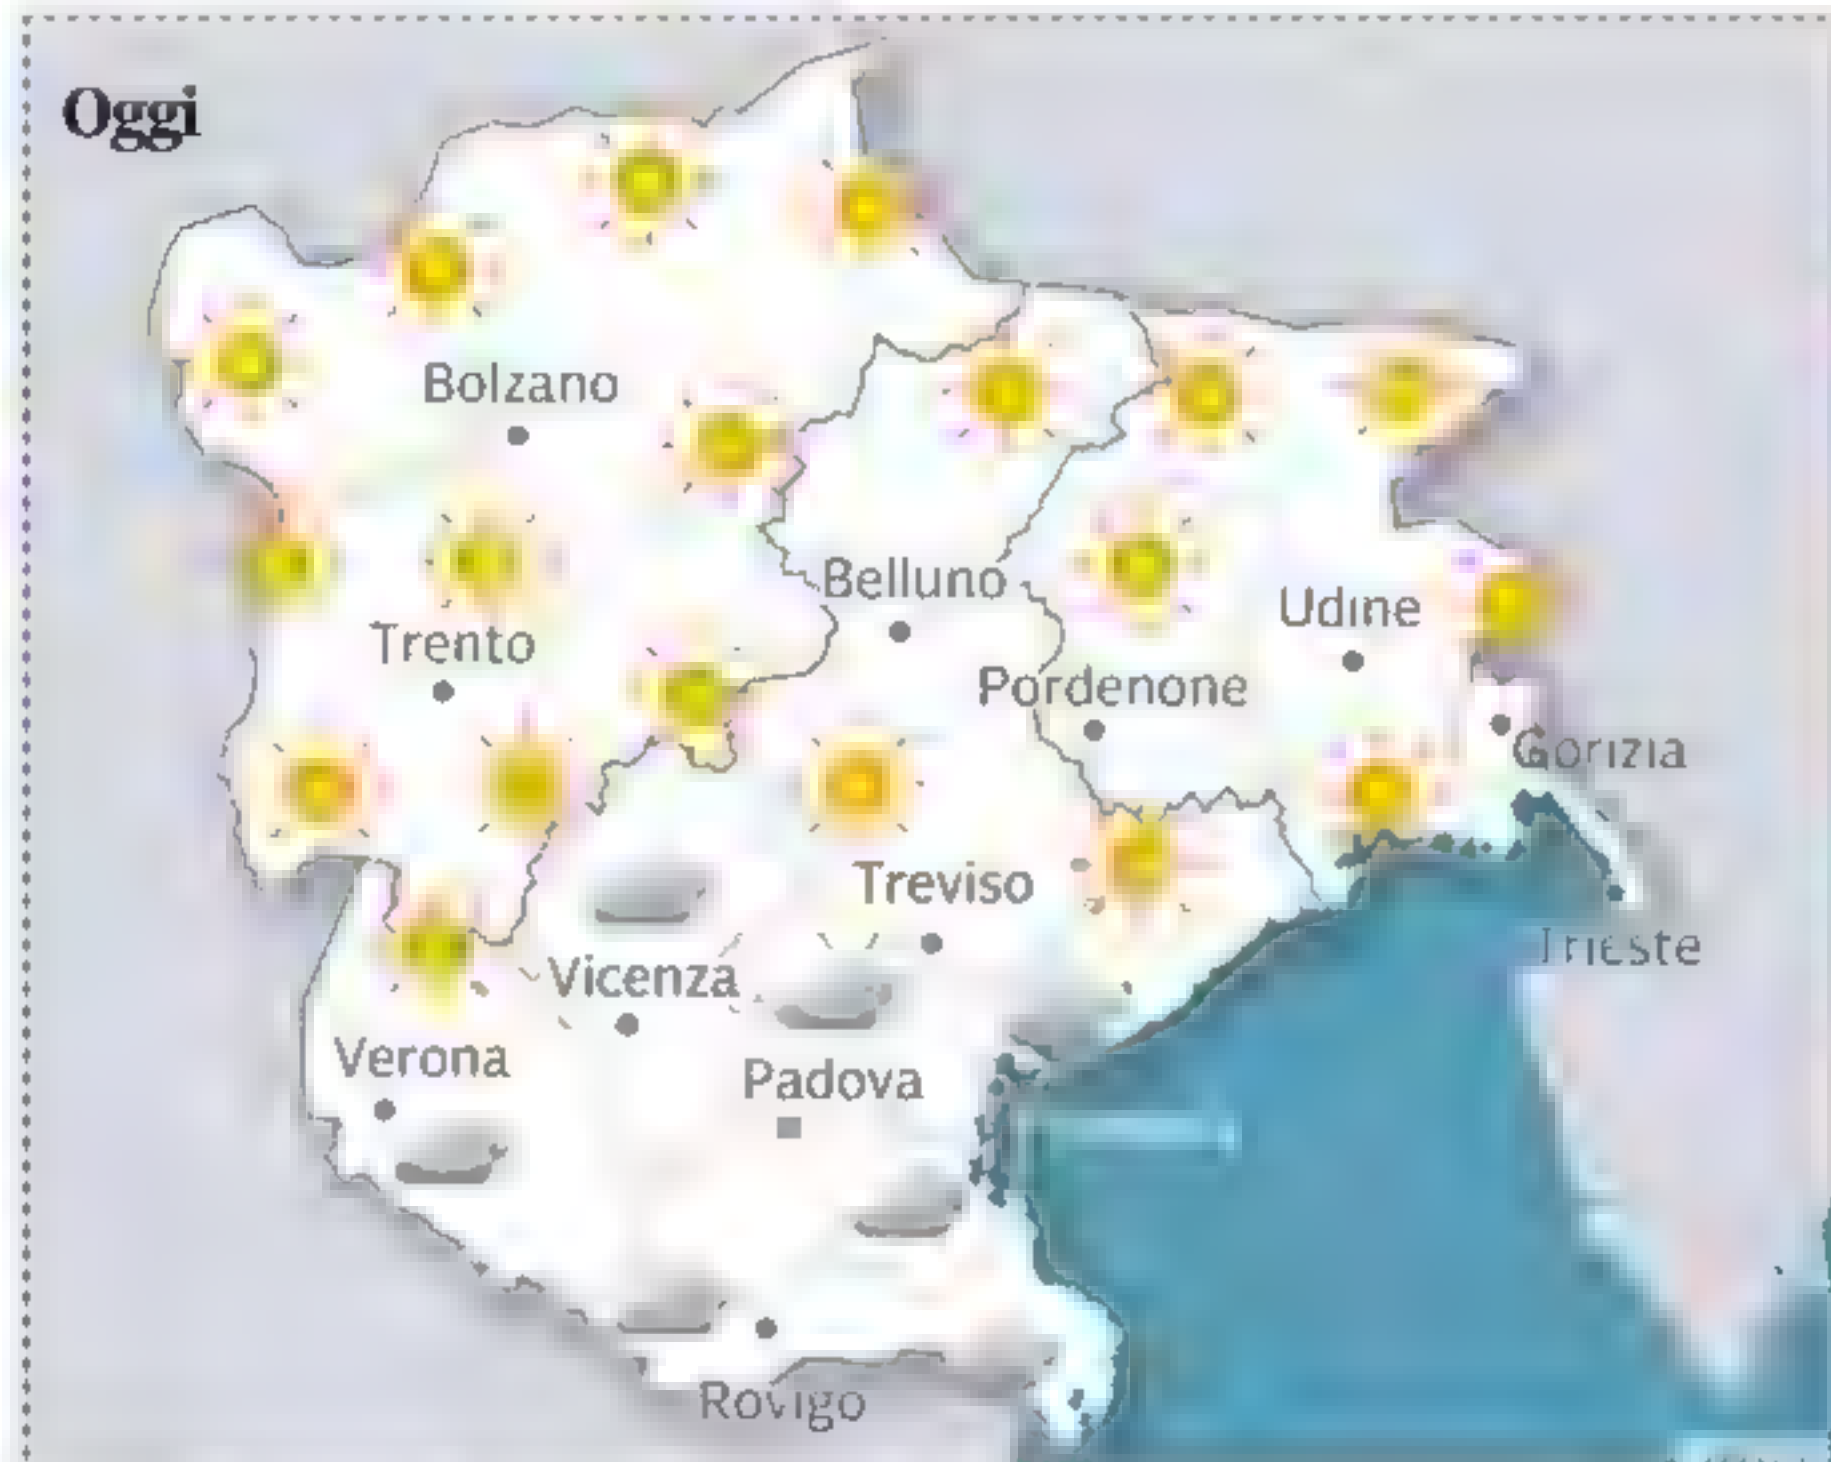 Oggi
Bolzano
Belluno
Udine
Trento
Pordenone
Gorizia
Treviso
Trieste
Vicenza
Verona
Padova
Rovigo